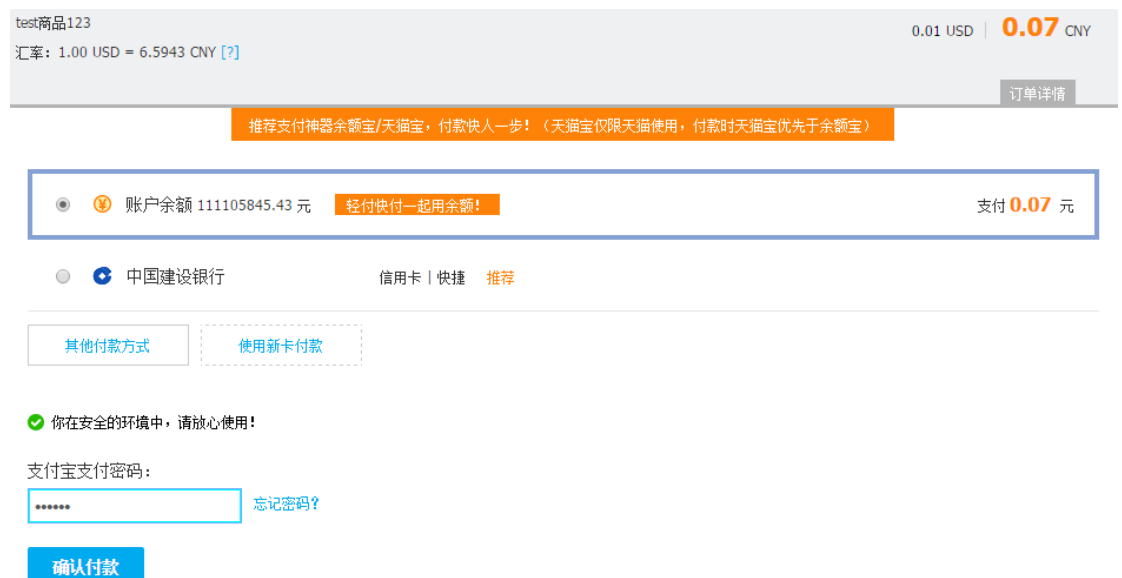 test商品123
0.01 USD | 0.07 CNY
汇率：1.00 USD = 6.5943 CNY [?]
订单详情
推荐支付神器余额宝/天猫宝，付款快人一步！（天猫宝仅限天猫使用，付款时天猫宝优先于余额宝）
账户余额 111105845.43 元 轻付快付一起用余额！ 支付 0.07 元
中国建设银行 信用卡 | 快捷 推荐
其他付款方式 使用新卡付款
你在安全的环境中，请放心使用！
支付宝支付密码：
•••••• 忘记密码?
确认付款